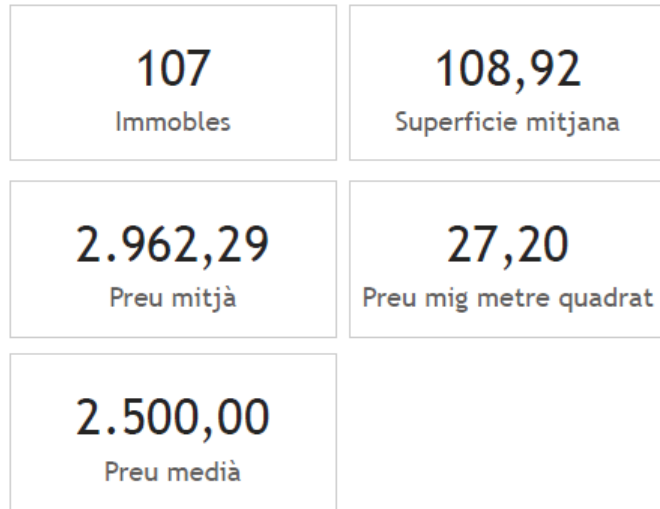 107
Immobles
108,92
Superficie mitjana
2.962,29
Preu mitjà
27,20
Preu mig metre quadrat
2.500,00
Preu medià